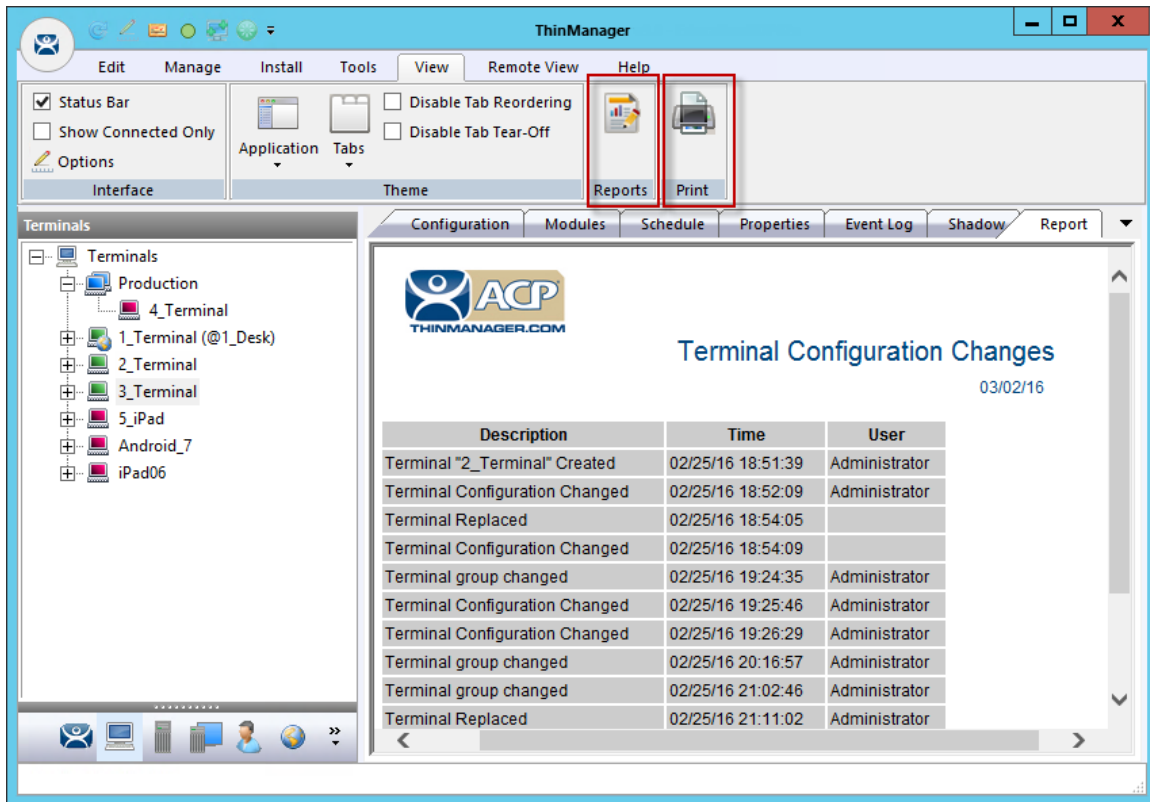 ThinManager
Edit Manage Install Tools View Remote View Help
Status Bar
Show Connected Only
Options
Interface
Application Tabs
Disable Tab Reordering
Disable Tab Tear-Off
Theme
Reports
Print
Terminals
Terminals
Production
4_Terminal
1_Terminal (@1_Desk)
2_Terminal
3_Terminal
5_iPad
Android_7
iPad06
Configuration Modules Schedule Properties Event Log Shadow Report
ACP
THINMANAGER.COM
Terminal Configuration Changes
03/02/16
Description Time User
Terminal "2_Terminal" Created 02/25/16 18:51:39 Administrator
Terminal Configuration Changed 02/25/16 18:52:09 Administrator
Terminal Replaced 02/25/16 18:54:05
Terminal Configuration Changed 02/25/16 18:54:09
Terminal group changed 02/25/16 19:24:35 Administrator
Terminal Configuration Changed 02/25/16 19:25:46 Administrator
Terminal Configuration Changed 02/25/16 19:26:29 Administrator
Terminal group changed 02/25/16 20:16:57 Administrator
Terminal group changed 02/25/16 21:02:46 Administrator
Terminal Replaced 02/25/16 21:11:02 Administrator